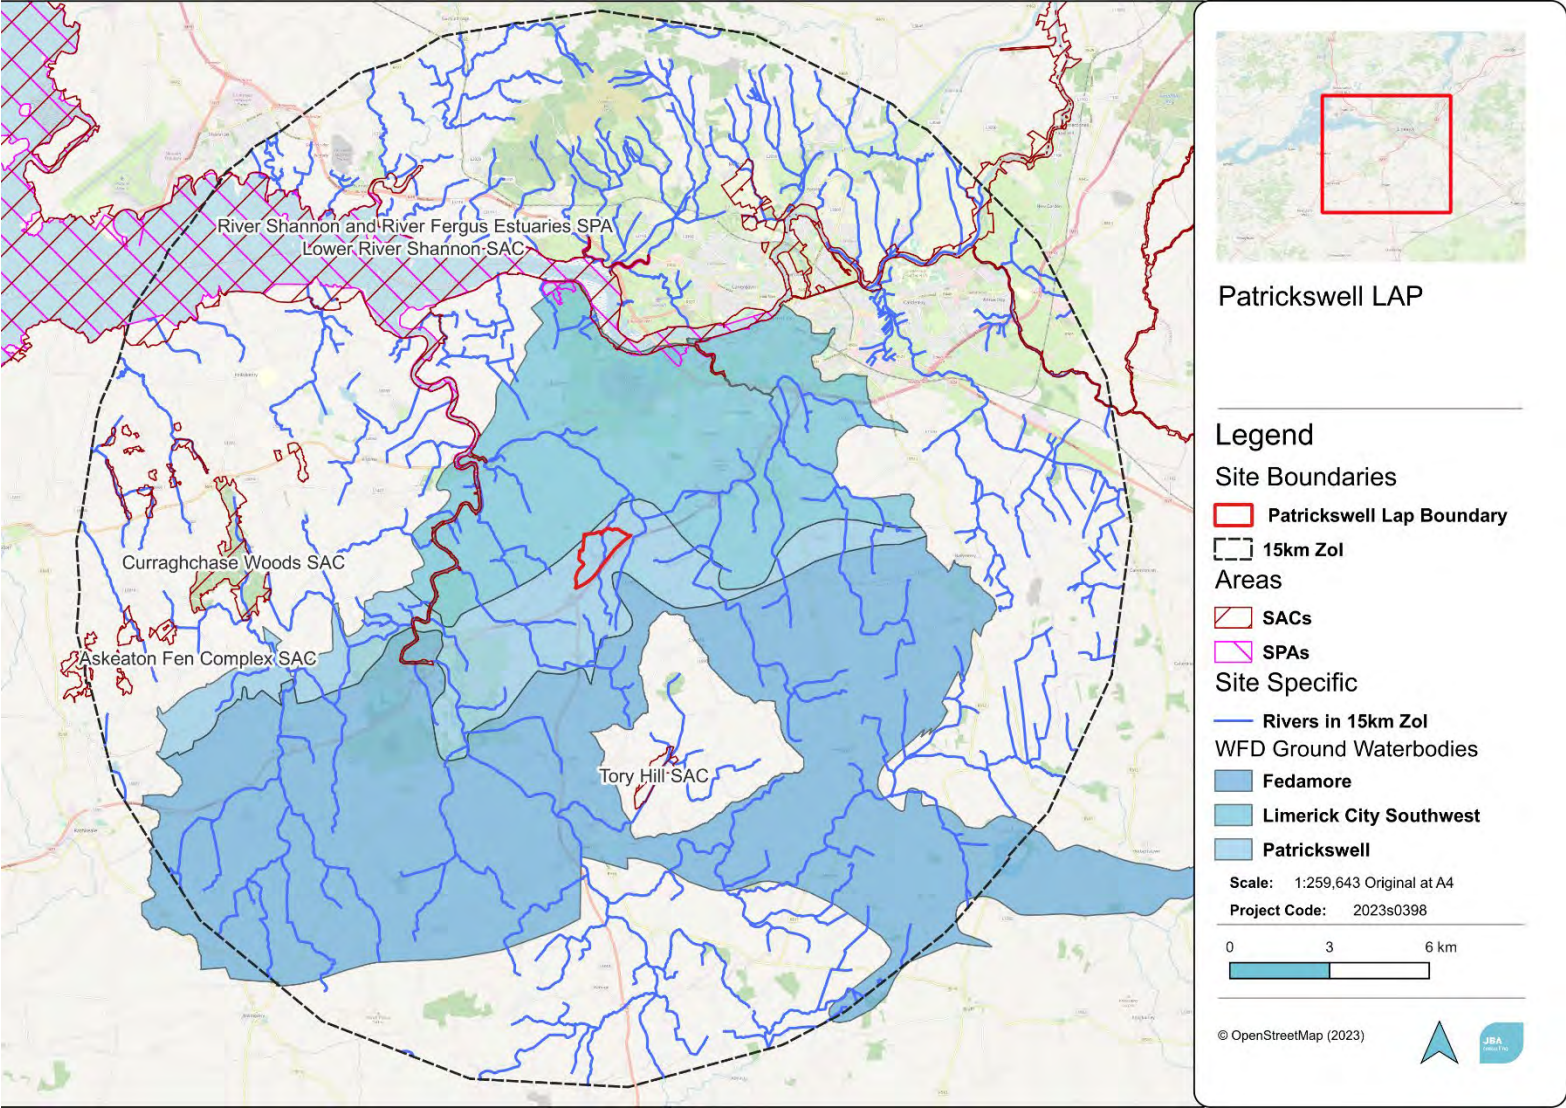 River Shannon and River Fergus Estuaries SPA
Lower River Shannon SAC
Curraghchase Woods SAC
Askeaton Fen Complex SAC
Tory Hill SAC
Patrickswell LAP
Legend
Site Boundaries
Patrickswell Lap Boundary
15km ZoI
Areas
SACs
SPAs
Site Specific
Rivers in 15km ZoI
WFD Ground Waterbodies
Fedamore
Limerick City Southwest
Patrickswell
Scale: 1:259,643 Original at A4
Project Code: 2023s0398
0 3 6 km
© OpenStreetMap (2023)
JBA
consulting